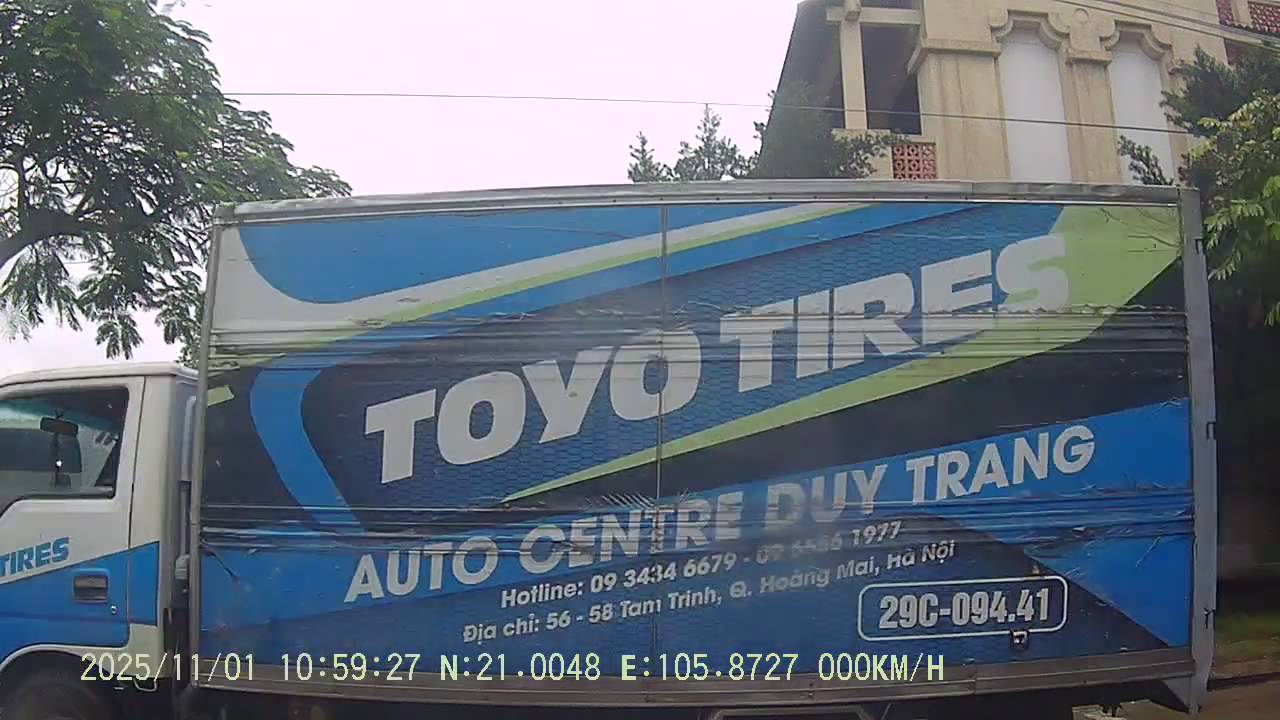 TOYO TIRES
AUTO CENTRE DUY TRANG
Hotline: 09 3434 6679 - 09 1977
Địa chỉ: 56 - 58 Tam Trinh, Q. Hoàng Mai, Hà Nội
29C-094.41
TIRES
2025/11/01 10:59:27 N:21.0048 E:105.8727 000KM/H